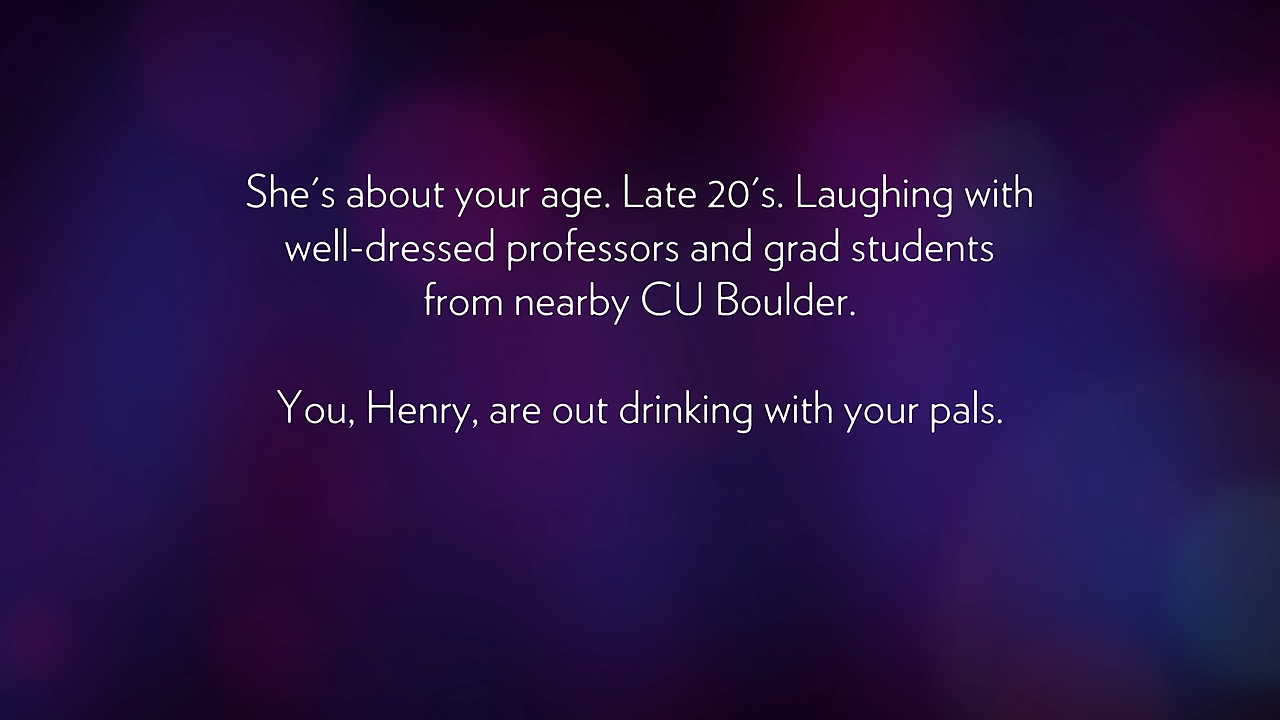 She's about your age. Late 20's. Laughing with
well-dressed professors and grad students
from nearby CU Boulder.
You, Henry, are out drinking with your pals.